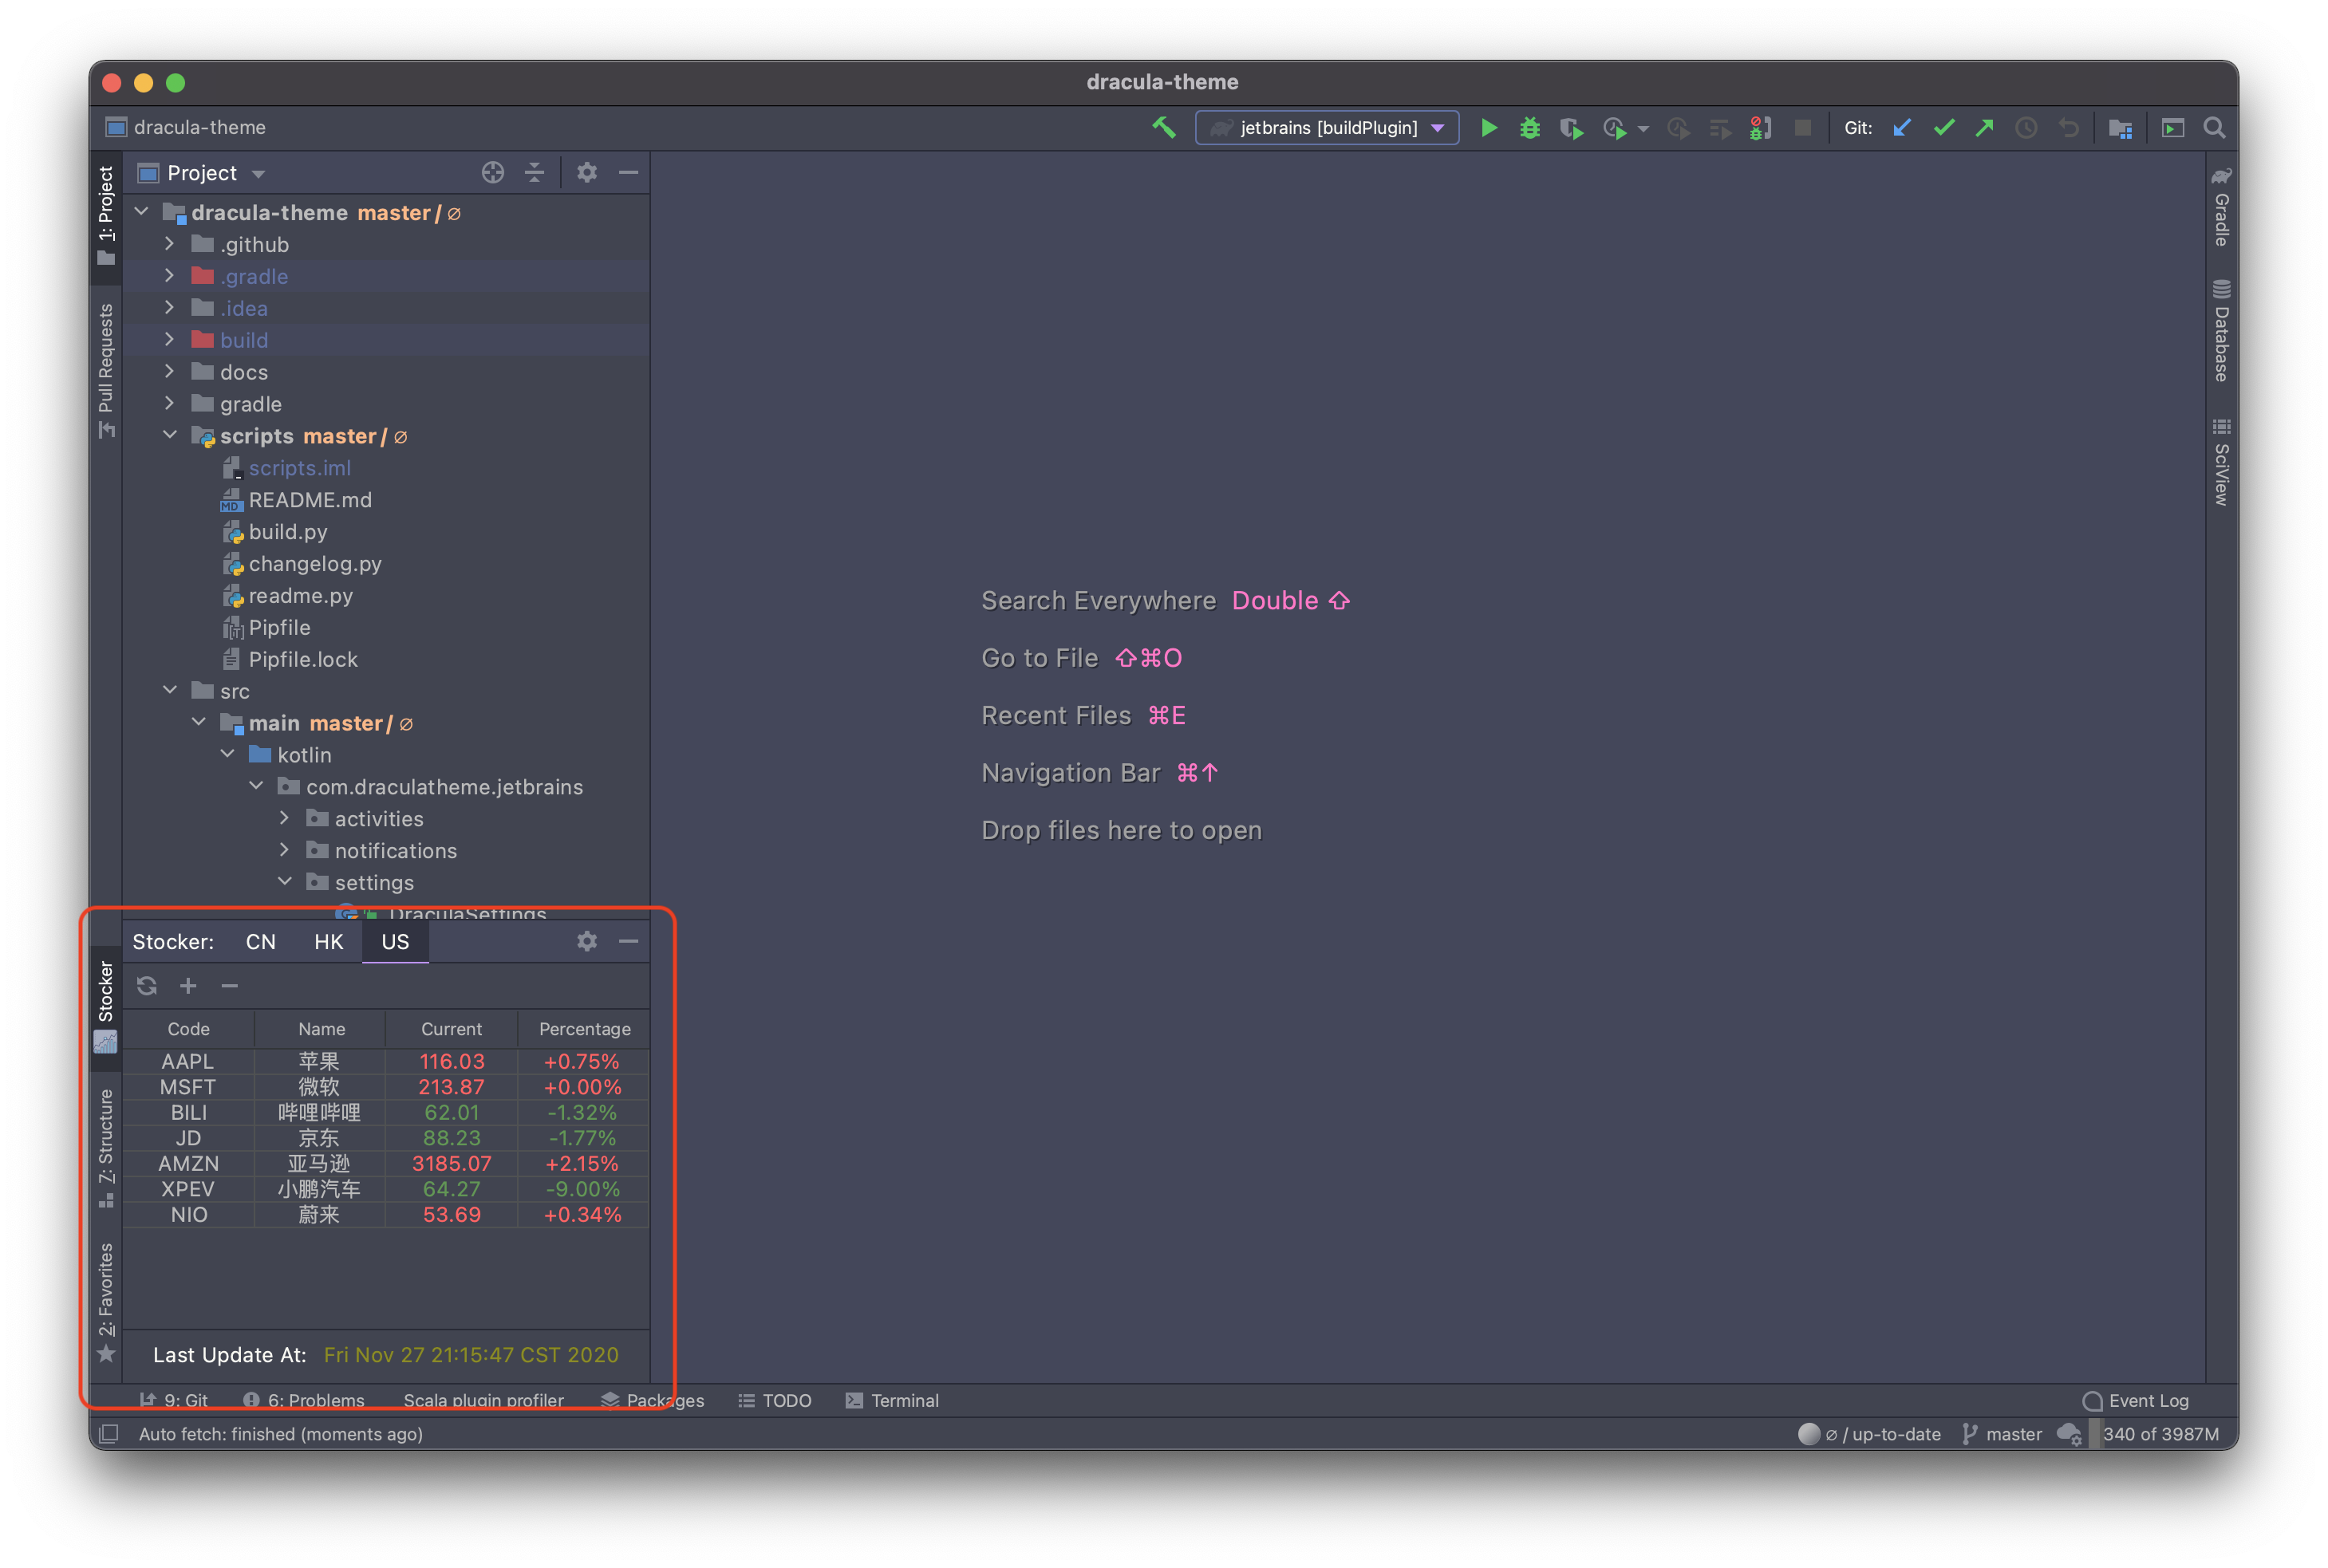 dracula-theme
dracula-theme
jetbrains [buildPlugin]
Git:
1: Project
Pull Requests
Project
dracula-theme master / ∅
.github
.gradle
.idea
build
docs
gradle
scripts master / ∅
scripts.iml
README.md
build.py
changelog.py
readme.py
Pipfile
Pipfile.lock
src
main master / ∅
kotlin
com.draculatheme.jetbrains
activities
notifications
settings
DraculaSettings
Search Everywhere Double ⇧
Go to File ⇧⌘O
Recent Files ⌘E
Navigation Bar ⌘↑
Drop files here to open
Gradle
Database
SciView
Stocker
Z: Structure
2: Favorites
Stocker: CN HK US
Code Name Current Percentage
AAPL 苹果 116.03 +0.75%
MSFT 微软 213.87 +0.00%
BILI 哔哩哔哩 62.01 -1.32%
JD 京东 88.23 -1.77%
AMZN 亚马逊 3185.07 +2.15%
XPEV 小鹏汽车 64.27 -9.00%
NIO 蔚来 53.69 +0.34%
Last Update At: Fri Nov 27 21:15:47 CST 2020
9: Git 6: Problems Scala plugin profiler Packages TODO Terminal Event Log
Auto fetch: finished (moments ago) ∅ / up-to-date master 340 of 3987M